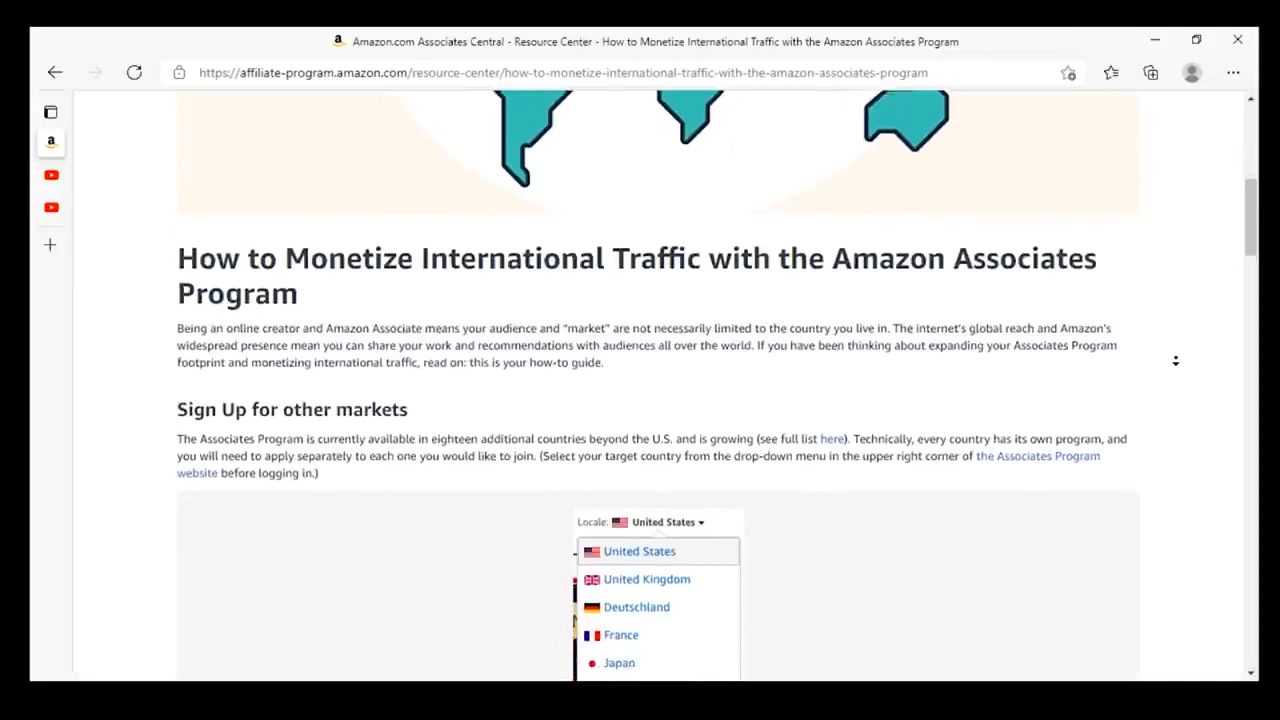 Amazon.com Associates Central - Resource Center - How to Monetize International Traffic with the Amazon Associates Program
https://affiliate-program.amazon.com/resource-center/how-to-monetize-international-traffic-with-the-amazon-associates-program
How to Monetize International Traffic with the Amazon Associates
Program
Being an online creator and Amazon Associate means your audience and “market” are not necessarily limited to the country you live in. The internet's global reach and Amazon's
widespread presence mean you can share your work and recommendations with audiences all over the world. If you have been thinking about expanding your Associates Program
footprint and monetizing international traffic, read on: this is your how-to guide.
Sign Up for other markets
The Associates Program is currently available in eighteen additional countries beyond the U.S. and is growing (see full list here). Technically, every country has its own program, and
you will need to apply separately to each one you would like to join. (Select your target country from the drop-down menu in the upper right corner of the Associates Program
website before logging in.)
Locale: United States
United States
United Kingdom
Deutschland
France
Japan